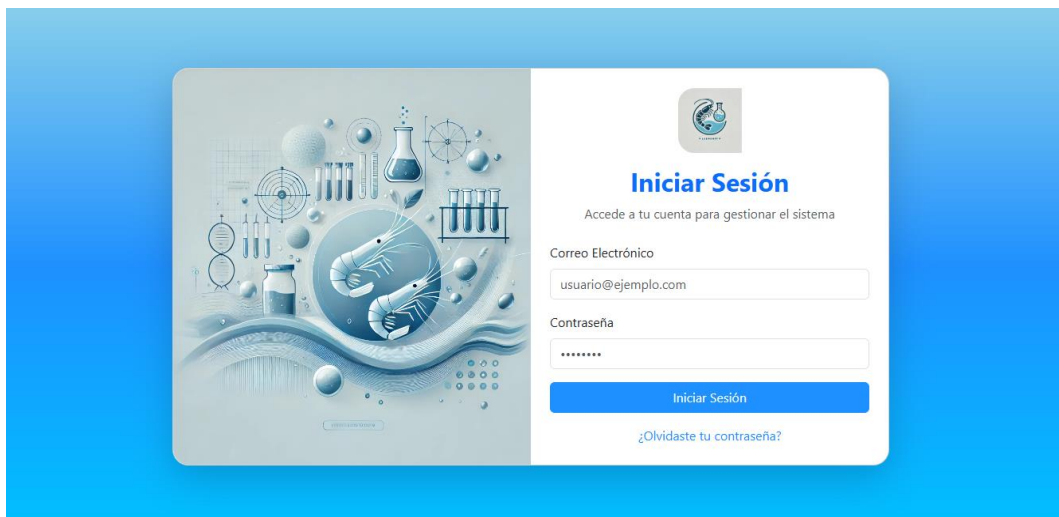 Iniciar Sesión
Accede a tu cuenta para gestionar el sistema
Correo Electrónico
usuario@ejemplo.com
Contraseña
••••••••
Iniciar Sesión
¿Olvidaste tu contraseña?